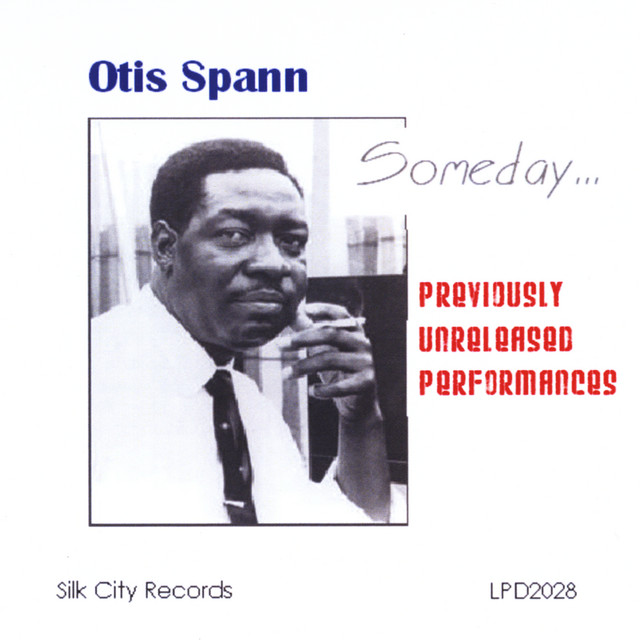 Otis Spann
Someday...
PREVIOUSLY
UNRELEASED
PERFORMANCES
Silk City Records
LPD2028